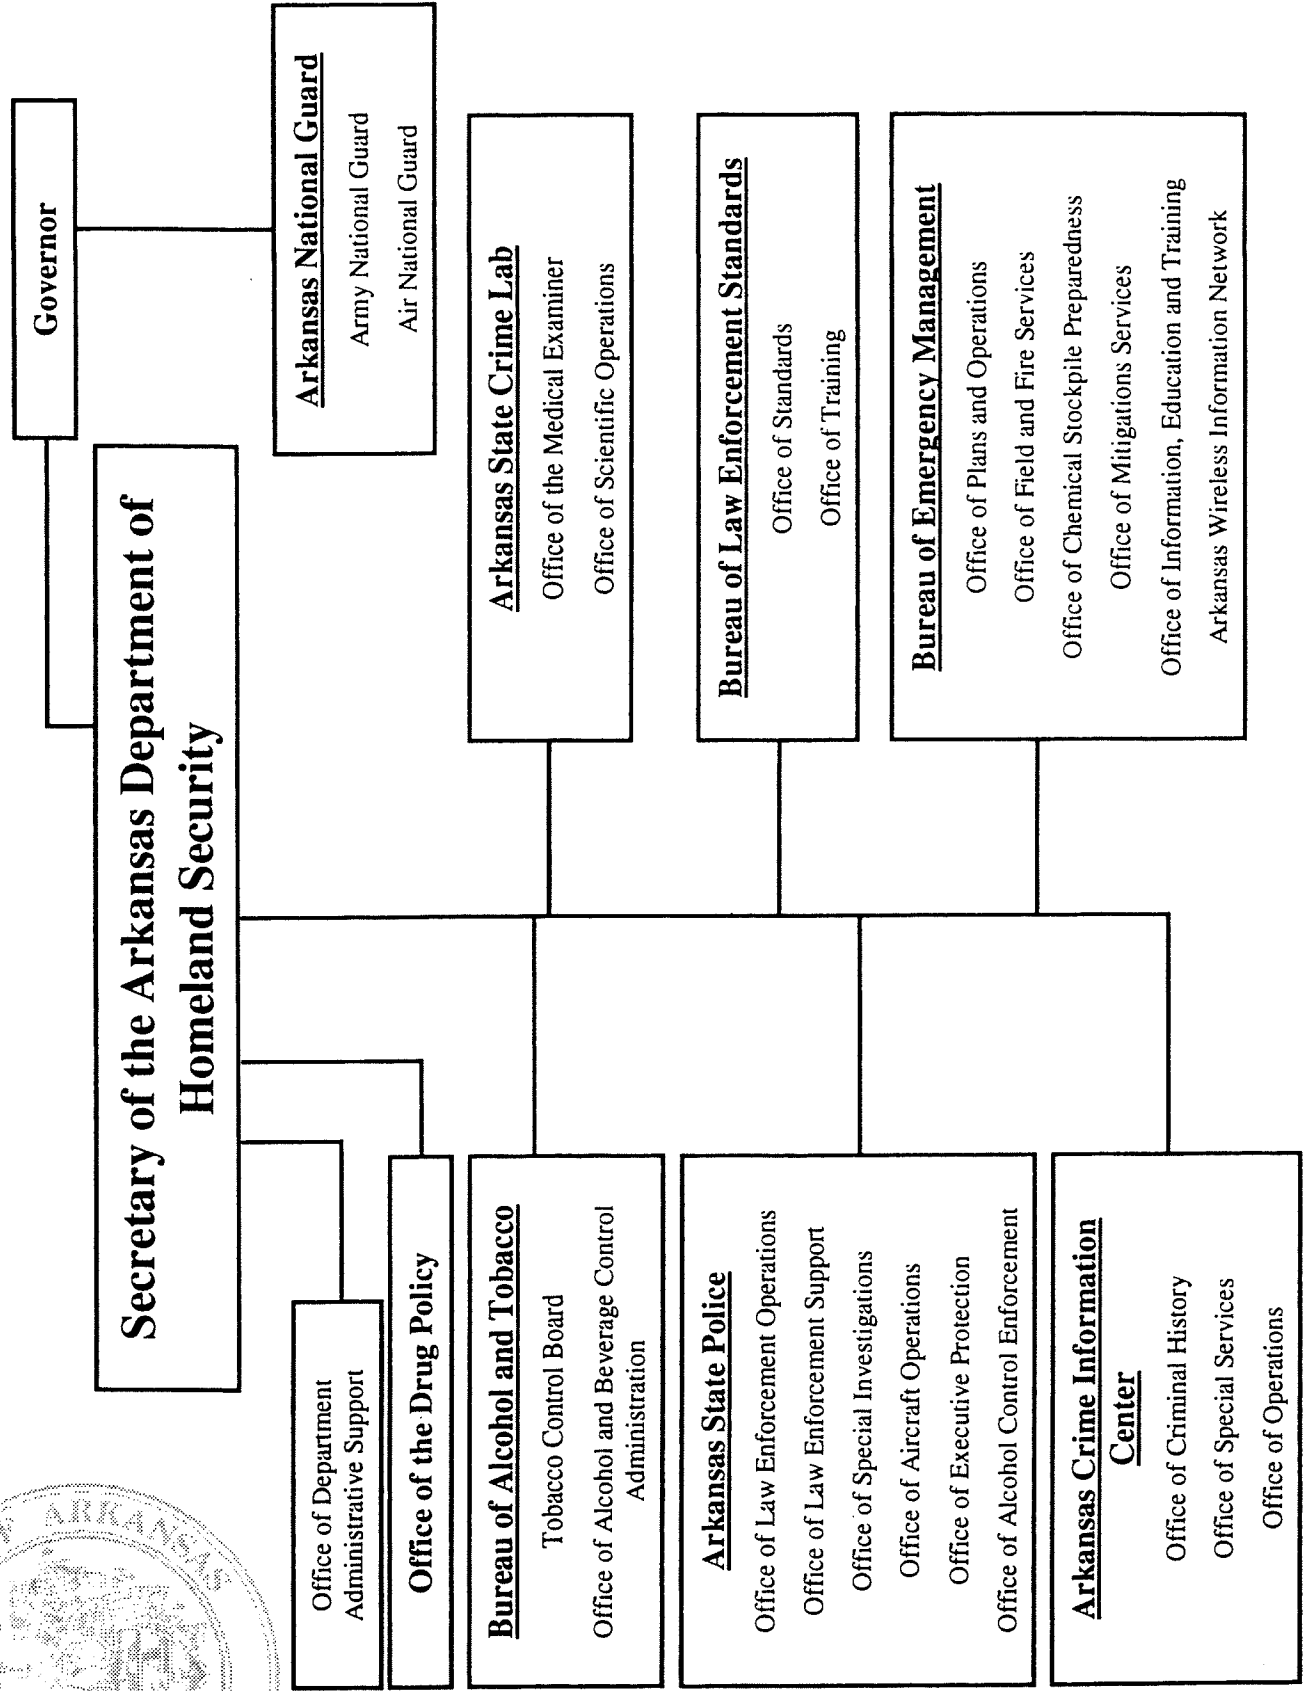 Governor
Secretary of the Arkansas Department of
Homeland Security
Arkansas National Guard
Army National Guard
Air National Guard
Office of Department
Administrative Support
Office of the Drug Policy
Bureau of Alcohol and Tobacco
Tobacco Control Board
Office of Alcohol and Beverage Control
Administration
Arkansas State Police
Office of Law Enforcement Operations
Office of Law Enforcement Support
Office of Special Investigations
Office of Aircraft Operations
Office of Executive Protection
Office of Alcohol Control Enforcement
Arkansas Crime Information
Center
Office of Criminal History
Office of Special Services
Office of Operations
Arkansas State Crime Lab
Office of the Medical Examiner
Office of Scientific Operations
Bureau of Law Enforcement Standards
Office of Standards
Office of Training
Bureau of Emergency Management
Office of Plans and Operations
Office of Field and Fire Services
Office of Chemical Stockpile Preparedness
Office of Mitigations Services
Office of Information, Education and Training
Arkansas Wireless Information Network
ARKANSAS